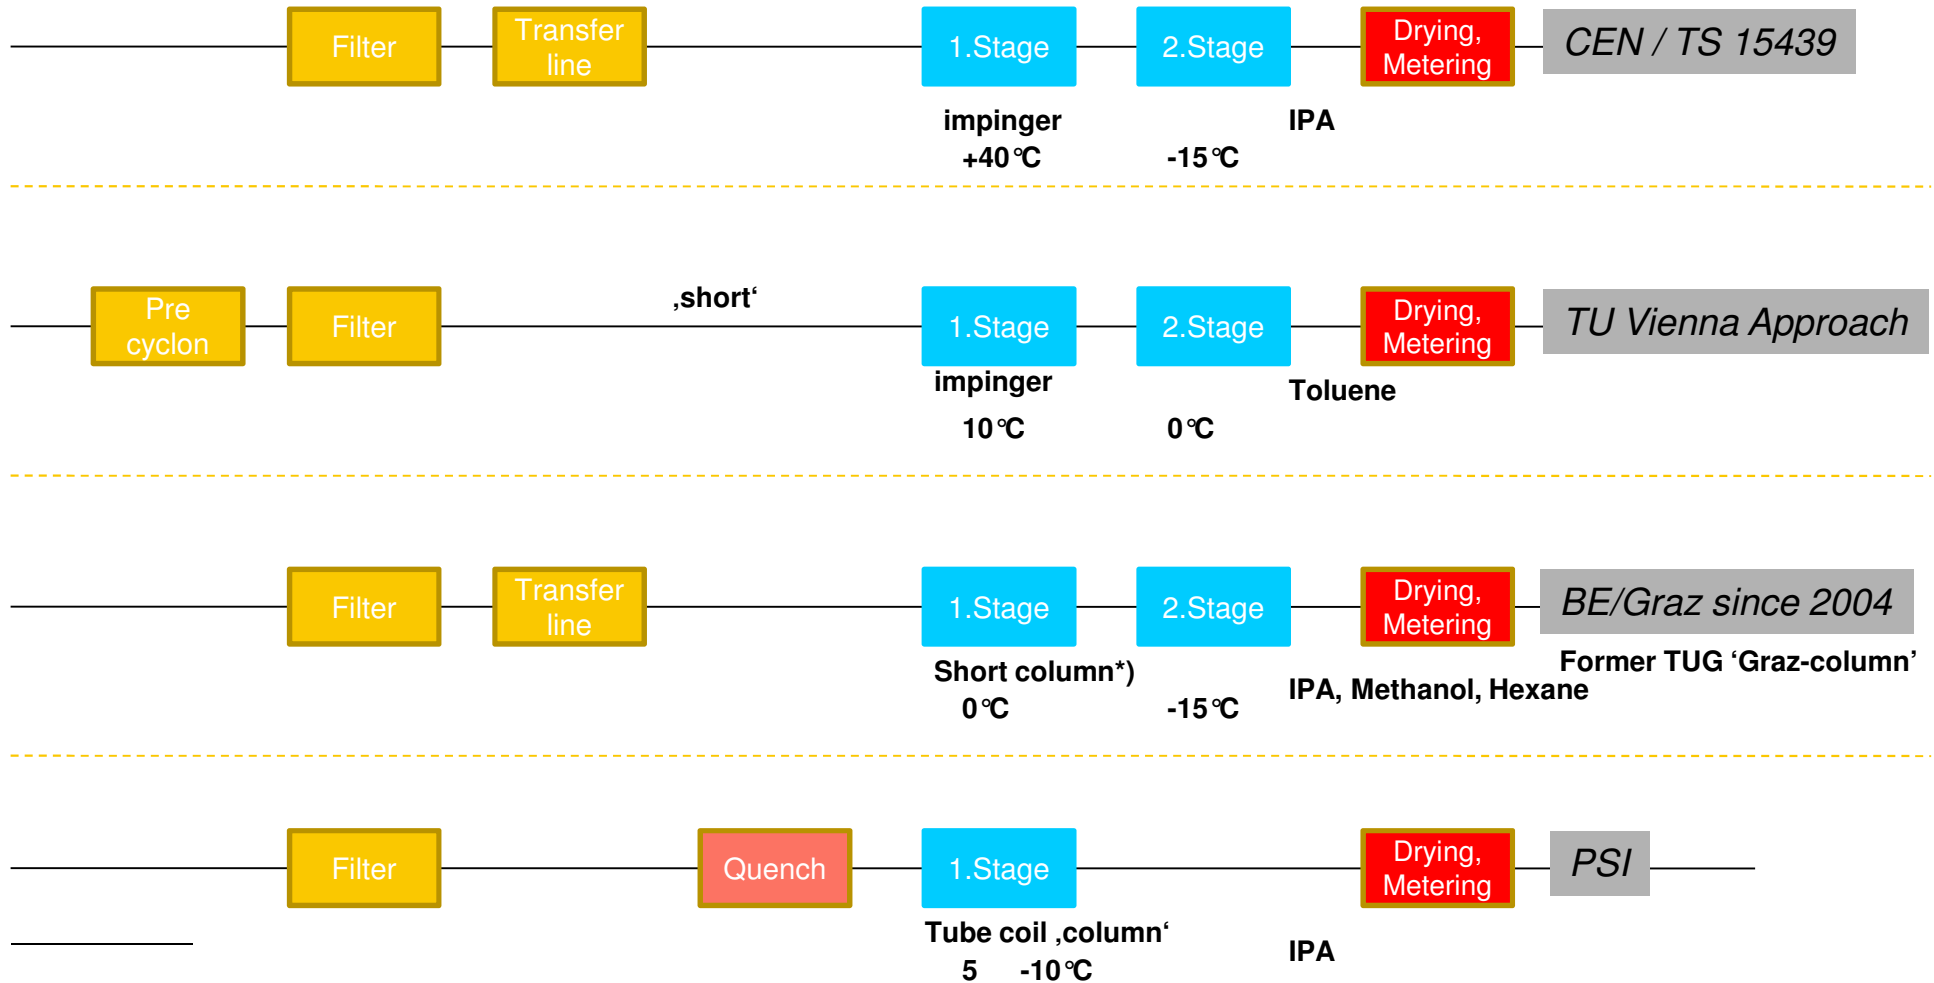 Filter
Transfer
line
1.Stage
2.Stage
Drying,
Metering
CEN / TS 15439
impinger
IPA
+40°C
-15°C
Pre
cyclon
Filter
‚short‘
1.Stage
2.Stage
Drying,
Metering
TU Vienna Approach
impinger
Toluene
10°C
0°C
Filter
Transfer
line
1.Stage
2.Stage
Drying,
Metering
BE/Graz since 2004
Former TUG ‘Graz-column’
Short column*)
IPA, Methanol, Hexane
0°C
-15°C
Filter
Quench
1.Stage
Drying,
Metering
PSI
Tube coil ‚column‘
IPA
5 -10°C